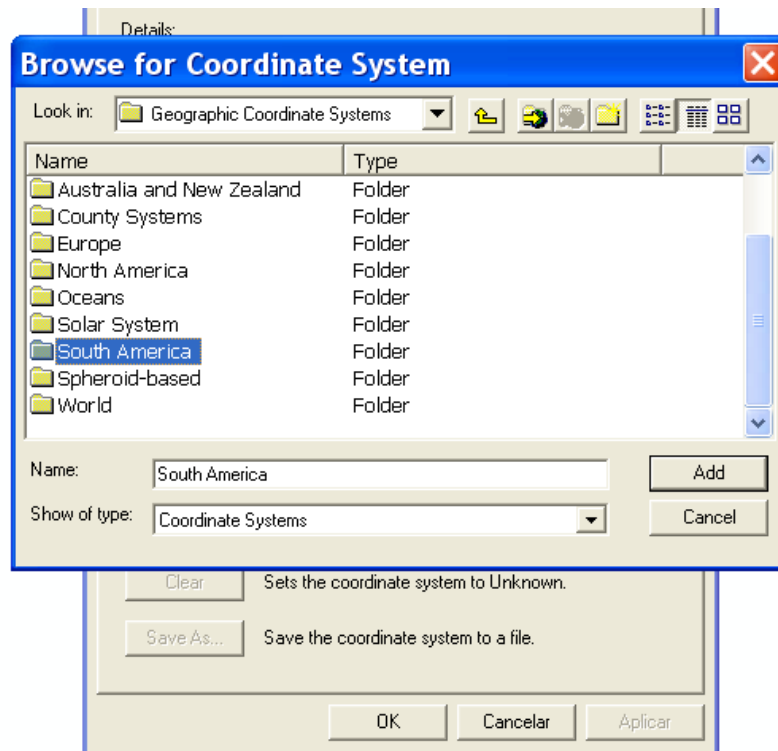 Details:
Browse for Coordinate System
Look in: Geographic Coordinate Systems
Name Type
Australia and New Zealand Folder
County Systems Folder
Europe Folder
North America Folder
Oceans Folder
Solar System Folder
South America Folder
Spheroid-based Folder
World Folder
Name: South America Add
Show of type: Coordinate Systems Cancel
Clear Sets the coordinate system to Unknown.
Save As... Save the coordinate system to a file.
OK Cancelar Aplicar